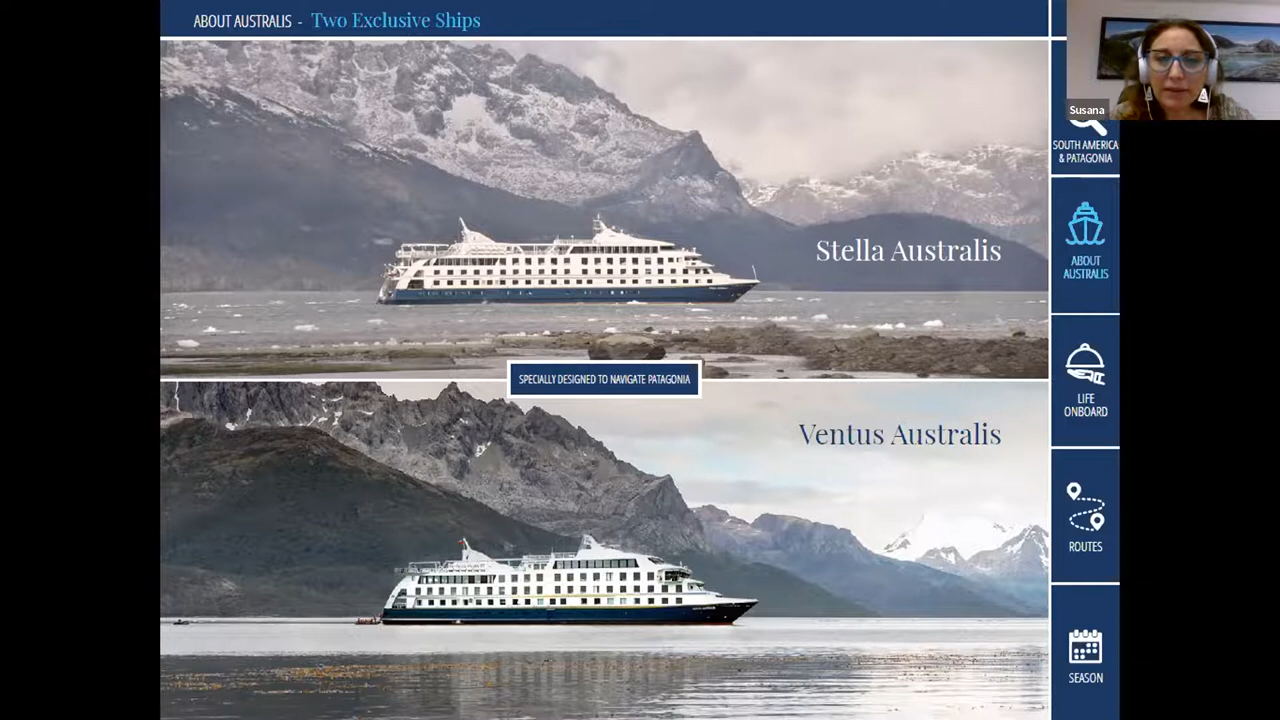 ABOUT AUSTRALIS - Two Exclusive Ships
Susana
SOUTH AMERICA
& PATAGONIA
Stella Australis
ABOUT
AUSTRALIS
SPECIALLY DESIGNED TO NAVIGATE PATAGONIA
LIFE
ONBOARD
Ventus Australis
ROUTES
SEASON